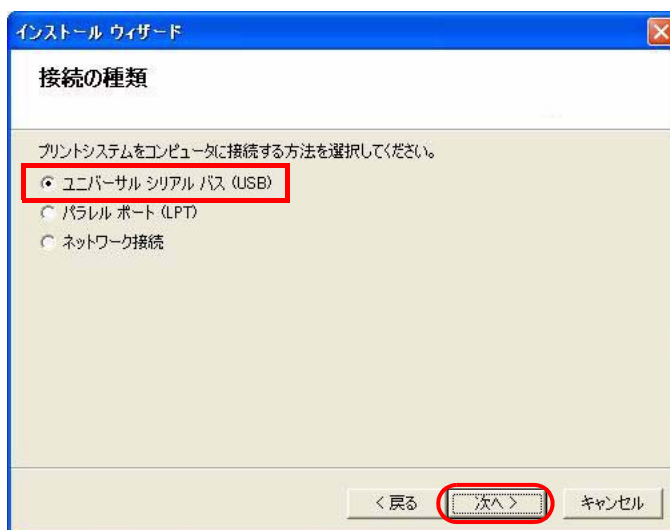 インストール ウィザード
接続の種類
プリントシステムをコンピュータに接続する方法を選択してください。
ユニバーサル シリアル バス (USB)
パラレル ポート (LPT)
ネットワーク接続
< 戻る 次へ > キャンセル